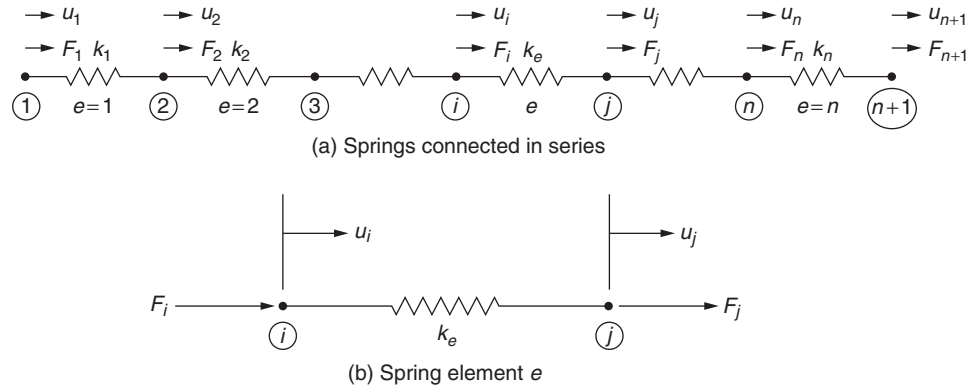 u1 u2 ui uj un un+1
F1 k1 F2 k2 Fi ke Fj Fn kn Fn+1
1 2 3 i j n n+1
e=1 e=2 e e=n
(a) Springs connected in series
ui uj
Fi Fj
ke
i j
(b) Spring element e